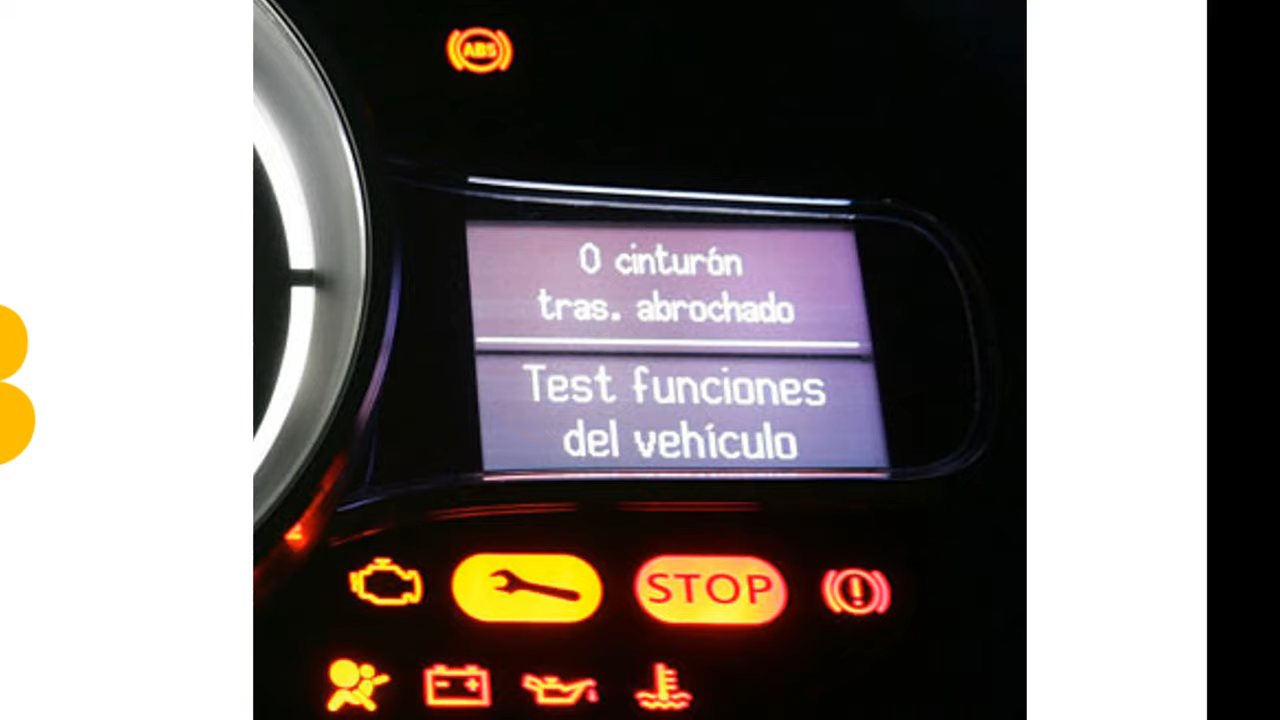 ABS
0 cinturón
tras. abrochado
Test funciones
del vehículo
STOP